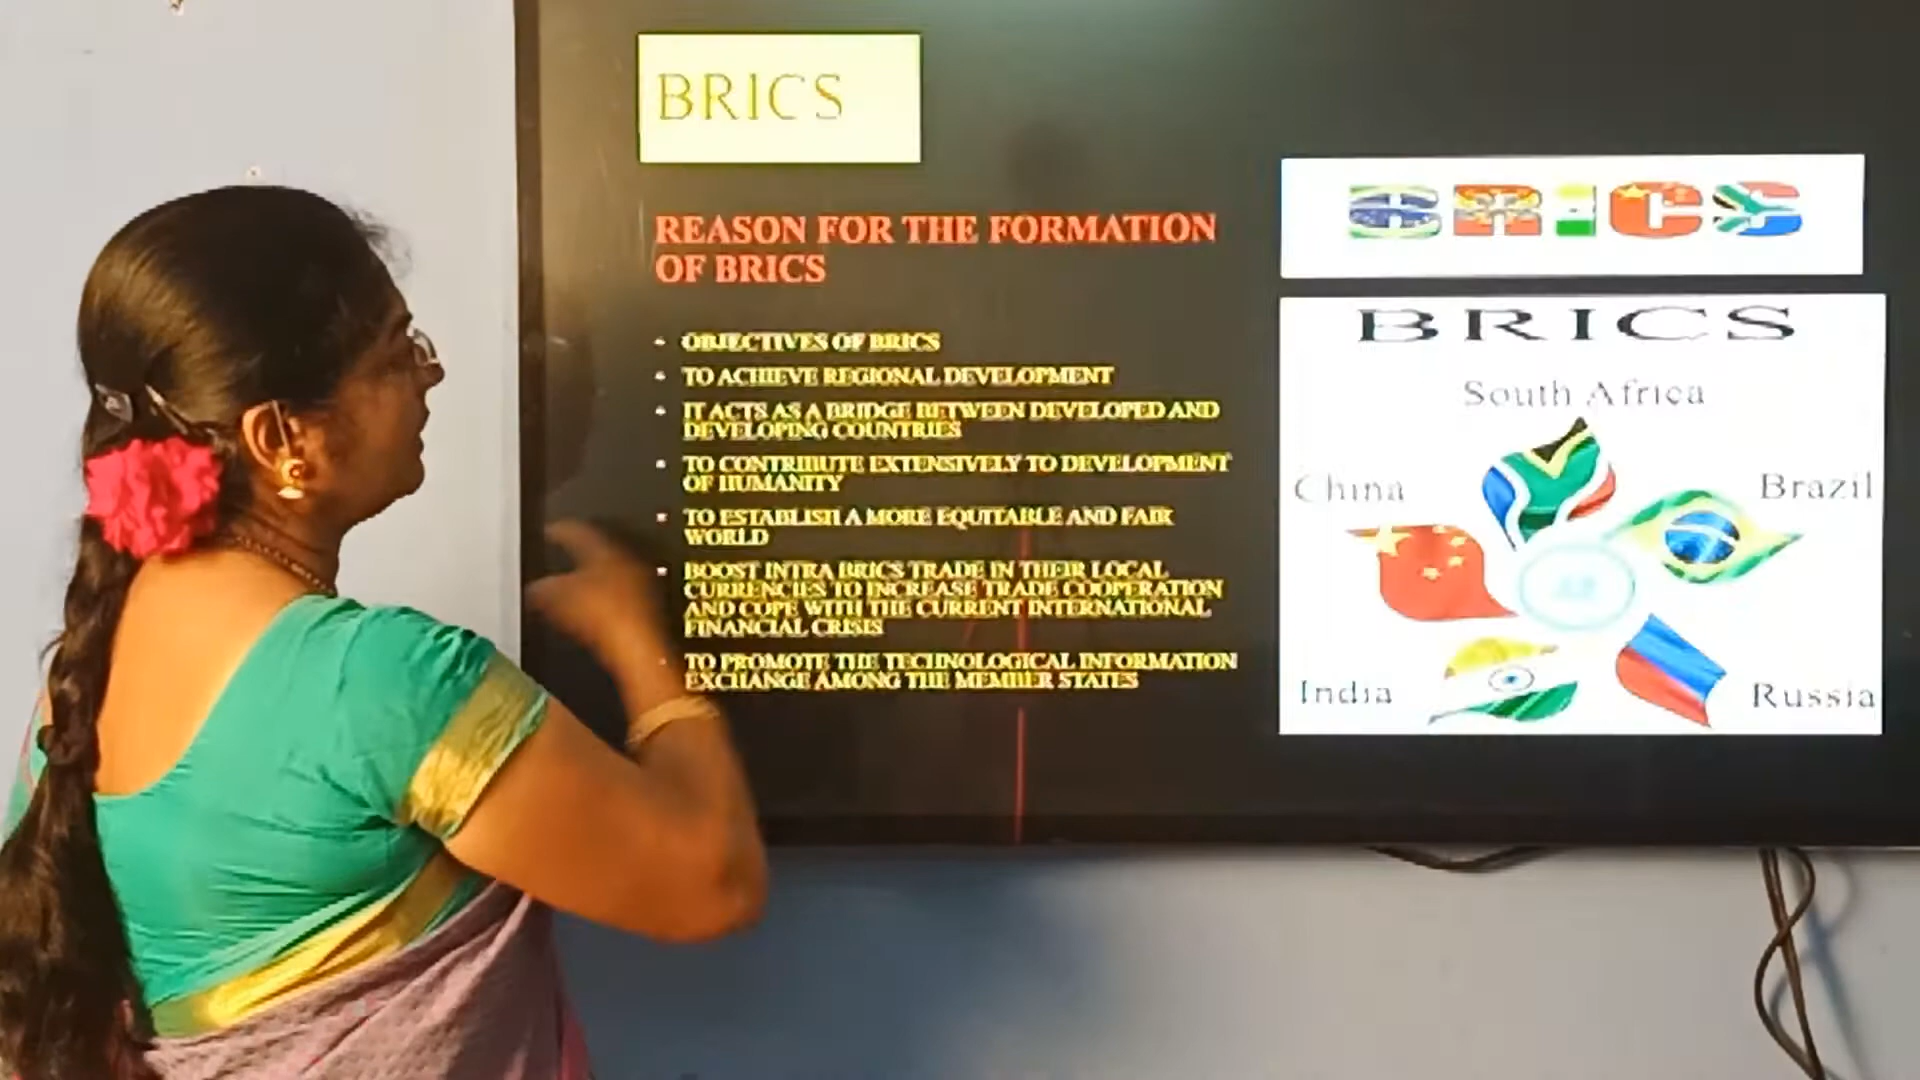 BRICS
REASON FOR THE FORMATION
OF BRICS
OBJECTIVES OF BRICS
TO ACHIEVE REGIONAL DEVELOPMENT
IT ACTS AS A BRIDGE BETWEEN DEVELOPED AND
DEVELOPING COUNTRIES
TO CONTRIBUTE EXTENSIVELY TO DEVELOPMENT
OF HUMANITY
TO ESTABLISH A MORE EQUITABLE AND FAIR
WORLD
BOOST INTRA BRICS TRADE IN THEIR LOCAL
CURRENCIES TO INCREASE TRADE COOPERATION
AND COPE WITH THE CURRENT INTERNATIONAL
FINANCIAL CRISIS
TO PROMOTE THE TECHNOLOGICAL INFORMATION
EXCHANGE AMONG THE MEMBER STATES
BRICS
BRICS
South Africa
China
Brazil
India
Russia